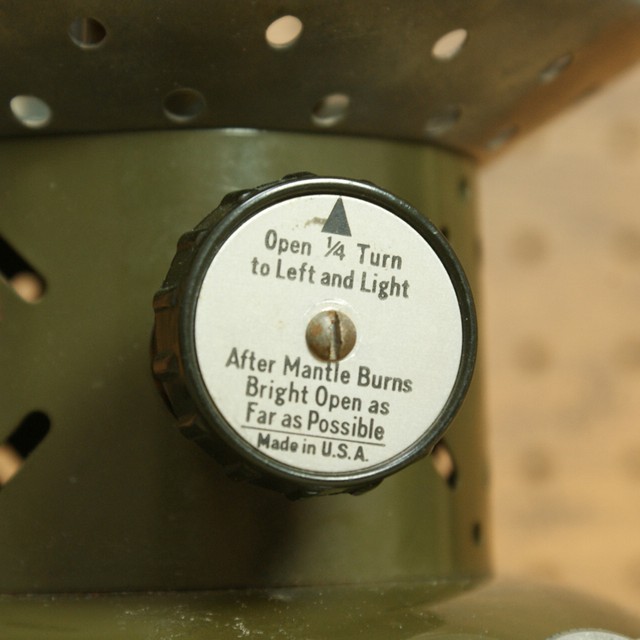 Open ¼ Turn
to Left and Light
After Mantle Burns
Bright Open as
Far as Possible
Made in U.S.A.